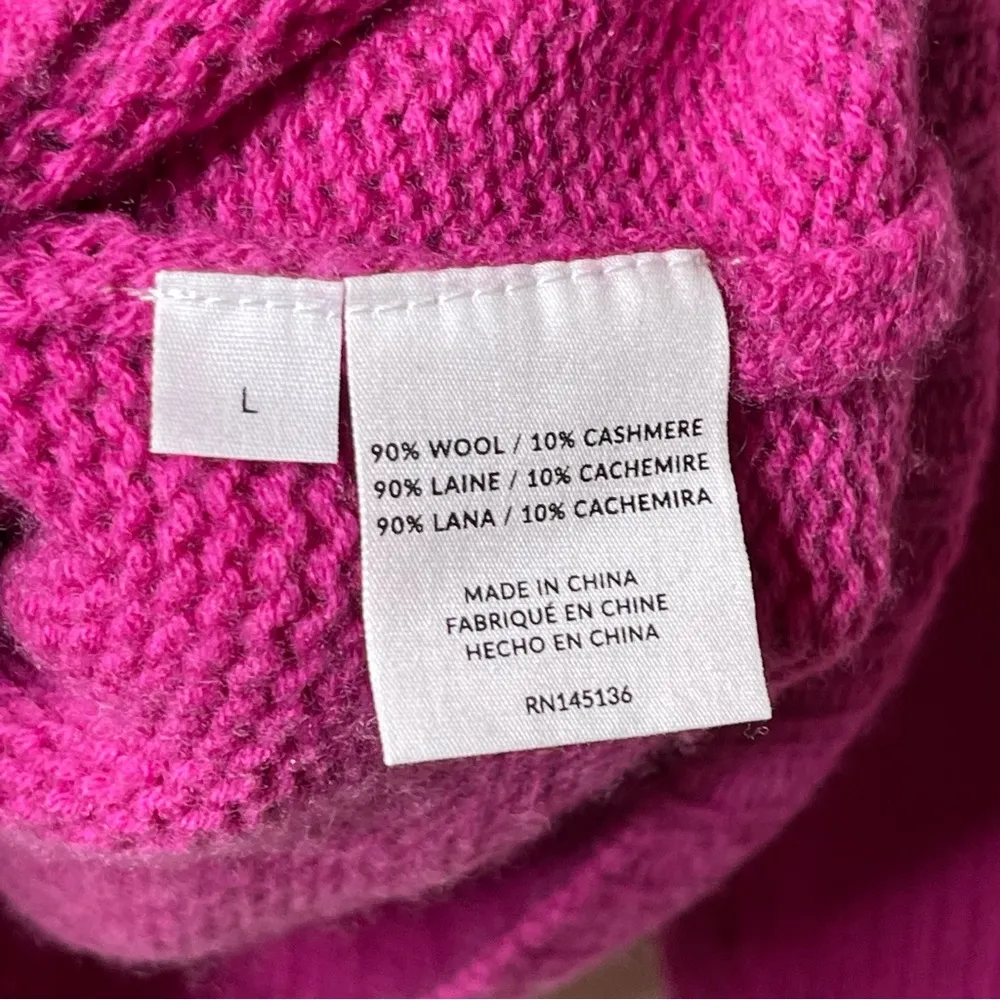 L
90% WOOL / 10% CASHMERE
90% LAINE / 10% CACHEMIRE
90% LANA / 10% CACHEMIRA
MADE IN CHINA
FABRIQUÉ EN CHINE
HECHO EN CHINA
RN145136